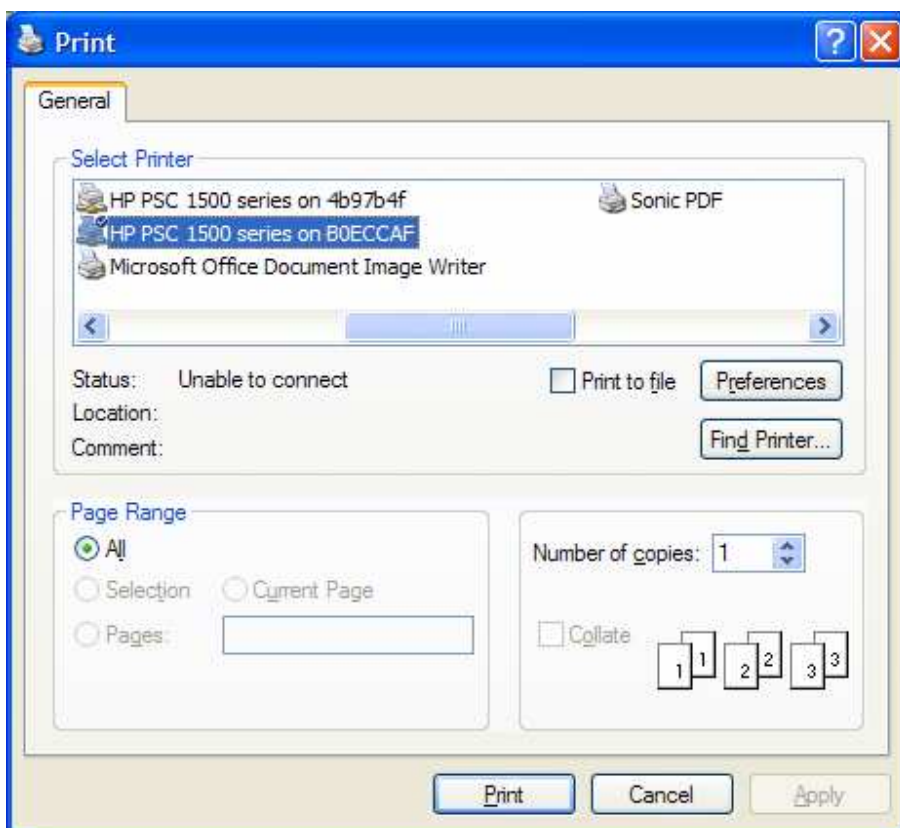 Print
General
Select Printer
HP PSC 1500 series on 4b97b4f
Sonic PDF
HP PSC 1500 series on B0ECCAF
Microsoft Office Document Image Writer
Status: Unable to connect
Print to file
Preferences
Location:
Find Printer...
Comment:
Page Range
All
Selection
Current Page
Pages:
Number of copies: 1
Collate
1 1 2 2 3 3
Print
Cancel
Apply